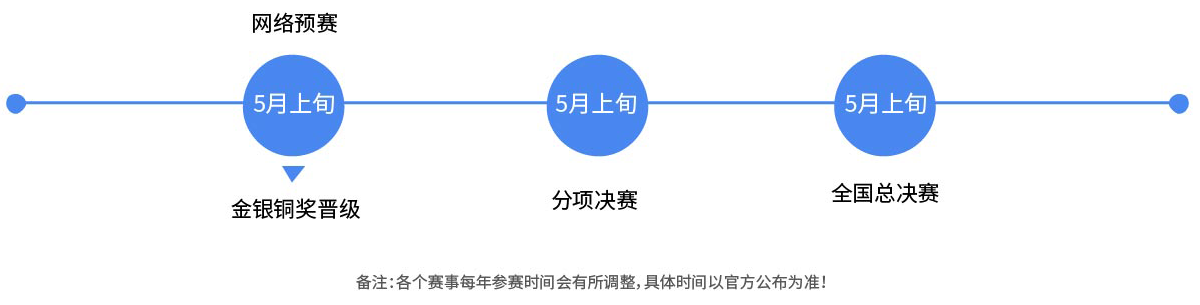 网络预赛
5月上旬
5月上旬
5月上旬
金银铜奖晋级
分项决赛
全国总决赛
备注：各个赛事每年参赛时间会有所调整，具体时间以官方公布为准！